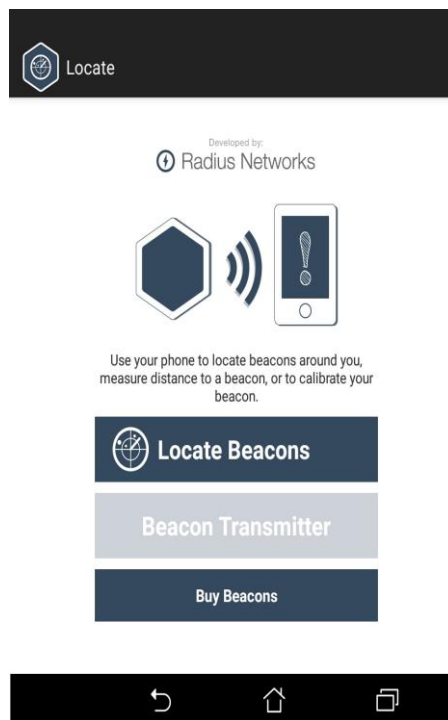 Locate
Developed by:
Radius Networks
Use your phone to locate beacons around you,
measure distance to a beacon, or to calibrate your
beacon.
Locate Beacons
Beacon Transmitter
Buy Beacons